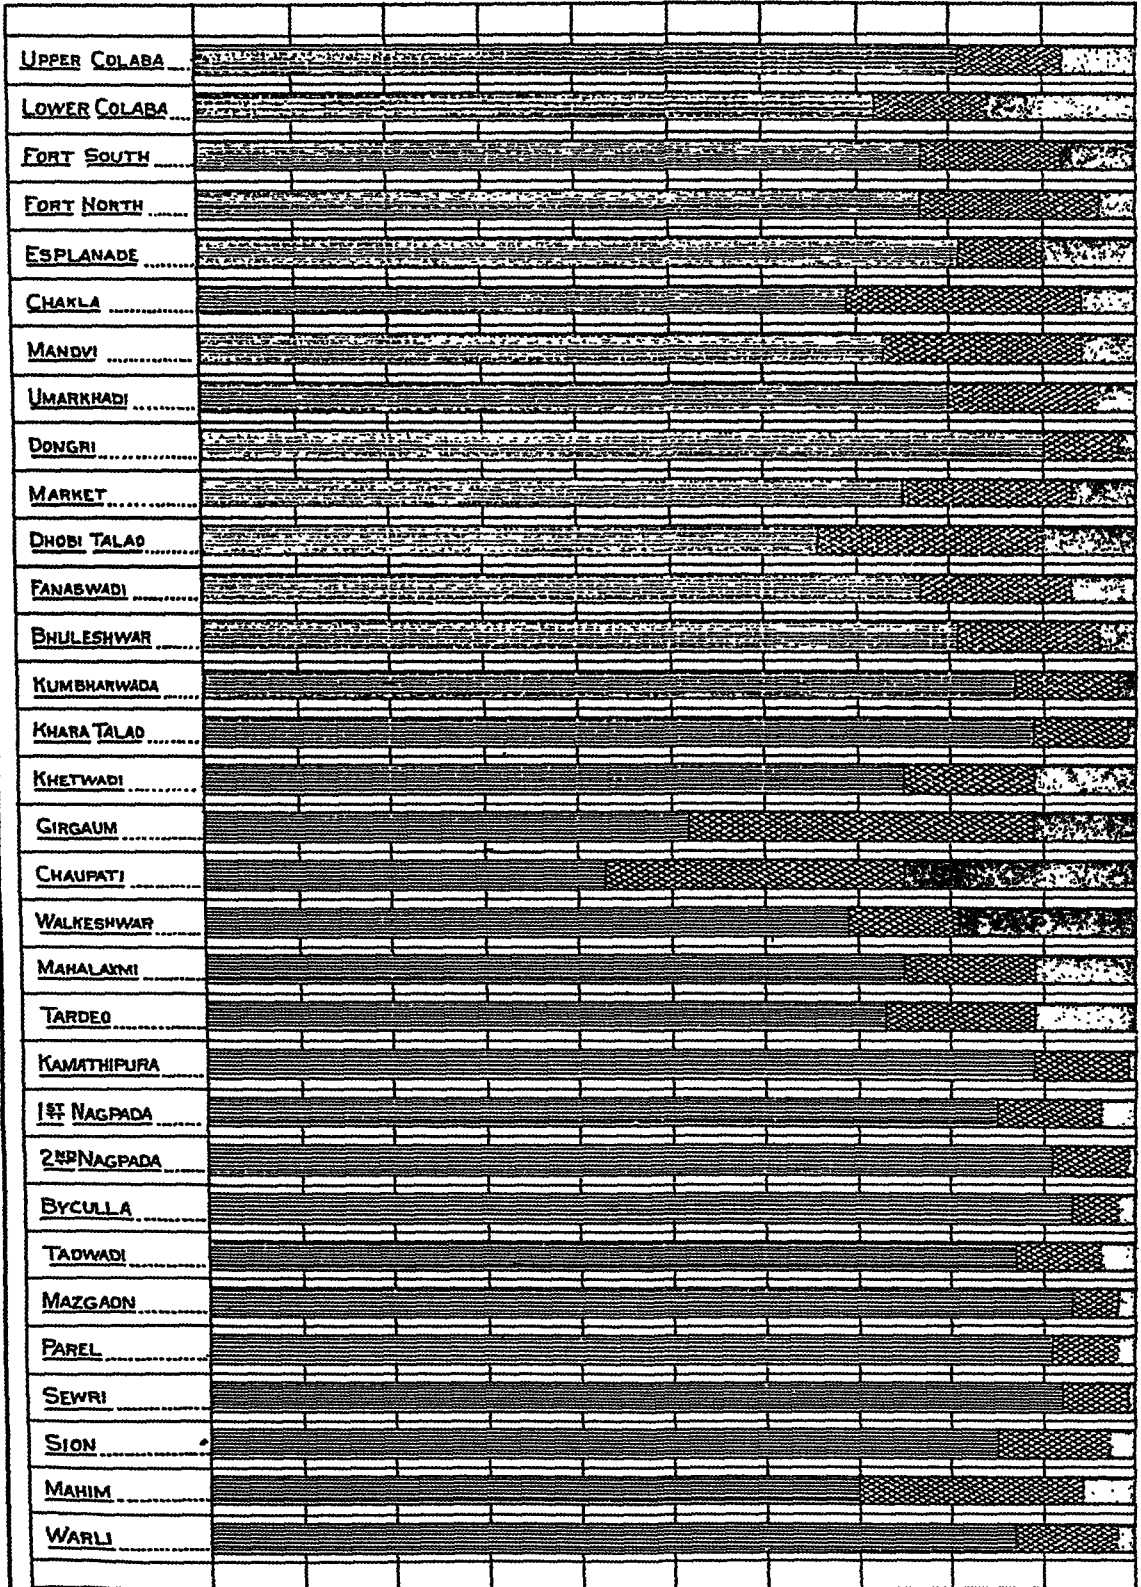 UPPER COLABA
LOWER COLABA
FORT SOUTH
FORT NORTH
ESPLANADE
CHAKLA
MANDVI
UMARKHADI
DONGRI
MARKET
DHOBI TALAO
FANASWADI
BHULESHWAR
KUMBHARWADA
KHARA TALAO
KHETWADI
GIRGAUM
CHAUPATI
WALKESHWAR
MAHALAXMI
TARDEO
KAMATHIPURA
1ST NAGPADA
2ND NAGPADA
BYCULLA
TADWADI
MAZGAON
PAREL
SEWRI
SION
MAHIM
WARLI